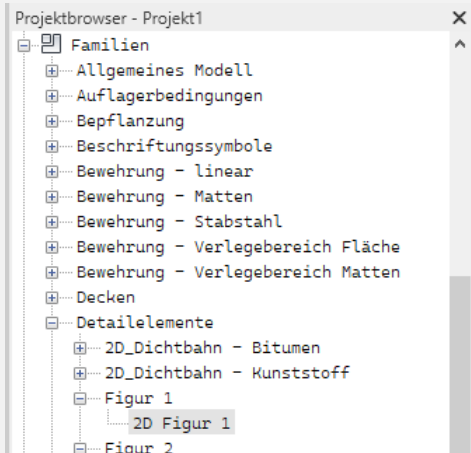 Projektbrowser - Projekt1
Familien
Allgemeines Modell
Auflagerbedingungen
Bepflanzung
Beschriftungssymbole
Bewehrung - linear
Bewehrung - Matten
Bewehrung - Stabstahl
Bewehrung - Verlegebereich Fläche
Bewehrung - Verlegebereich Matten
Decken
Detailelemente
2D_Dichtbahn - Bitumen
2D_Dichtbahn - Kunststoff
Figur 1
2D Figur 1
Figur 2